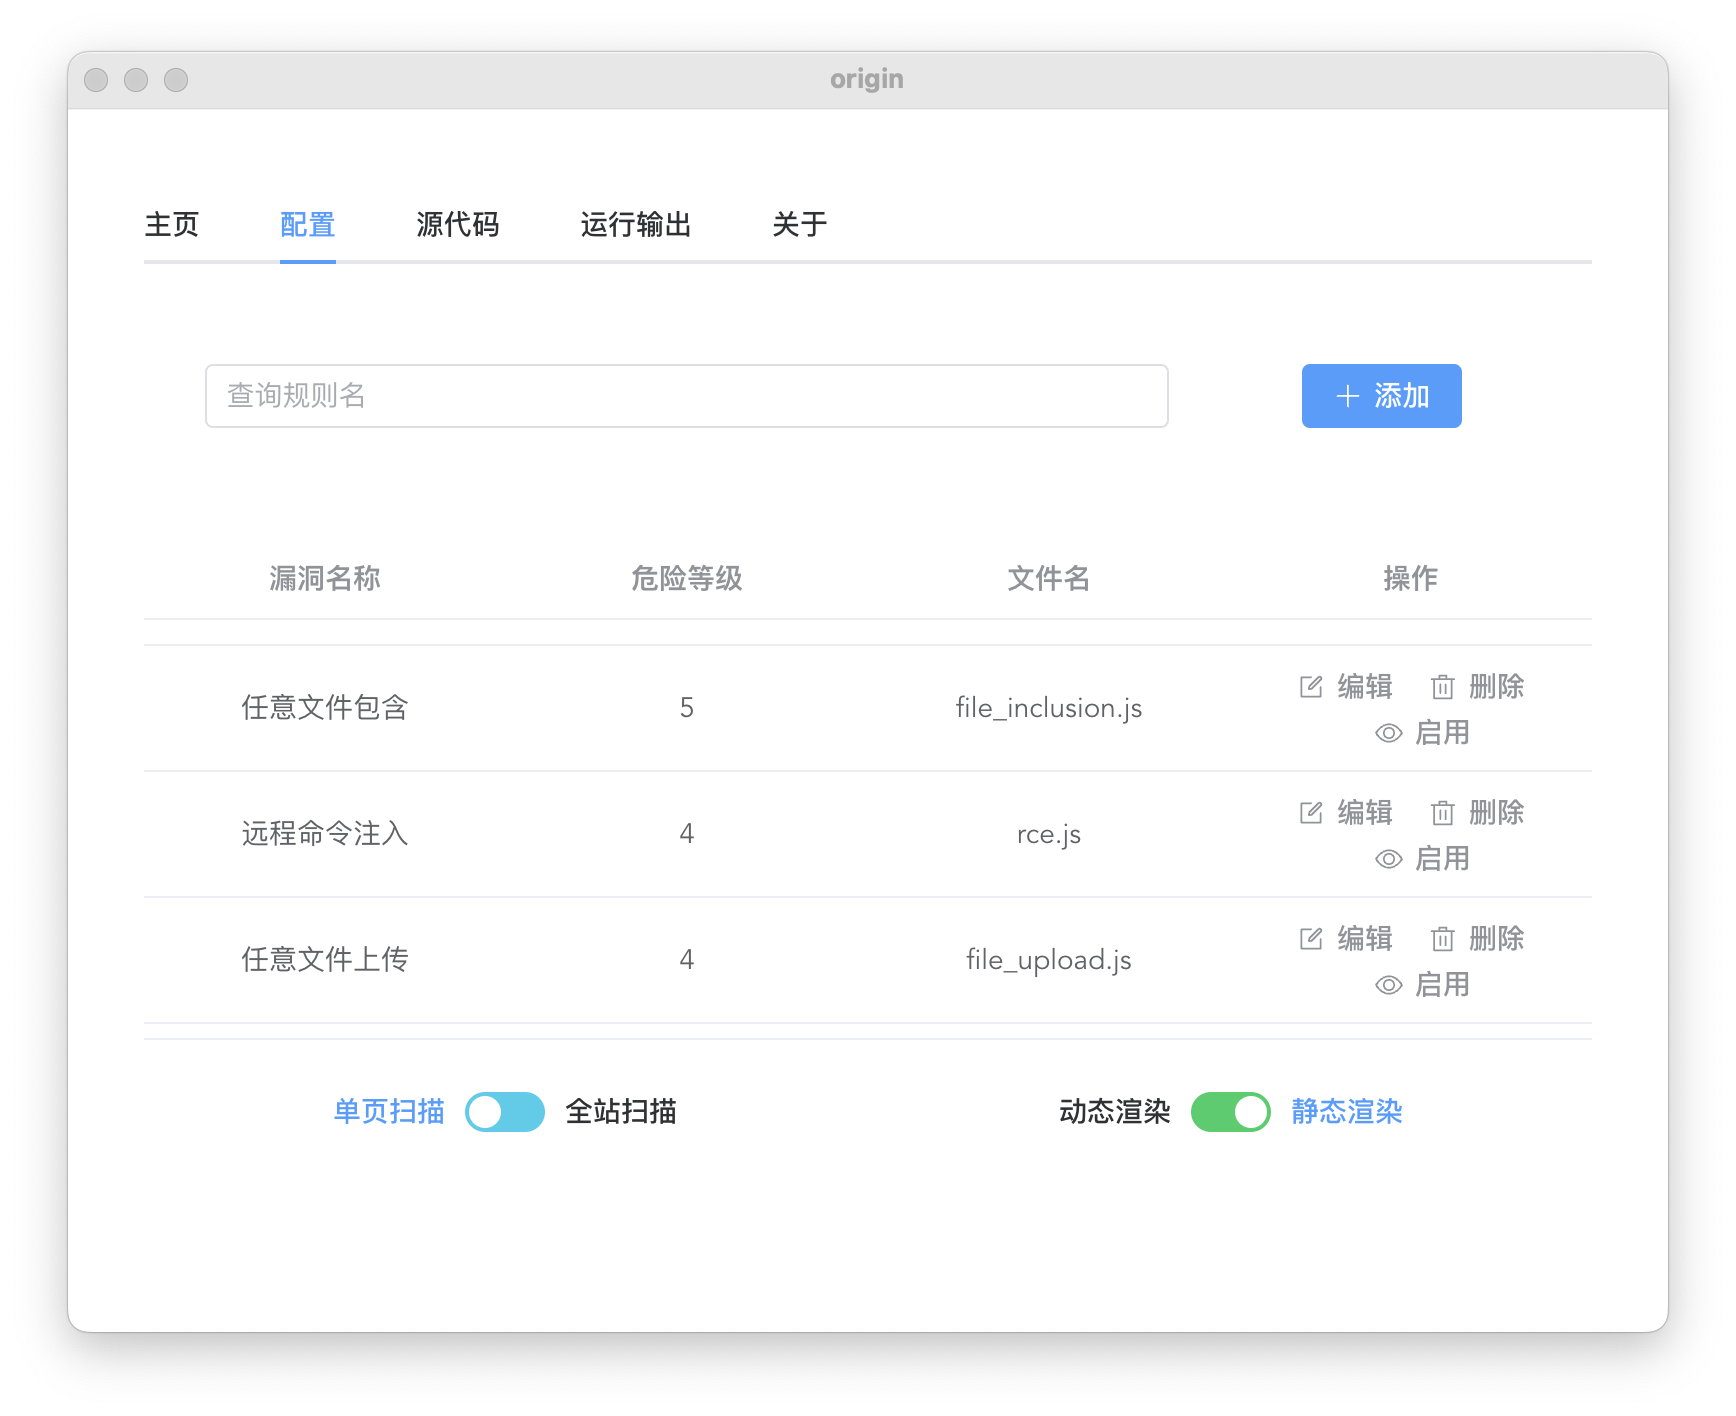 origin
主页 配置 源代码 运行输出 关于
查询规则名 添加
漏洞名称 危险等级 文件名 操作
任意文件包含 5 file_inclusion.js 编辑 删除
启用
远程命令注入 4 rce.js 编辑 删除
启用
任意文件上传 4 file_upload.js 编辑 删除
启用
单页扫描 全站扫描 动态渲染 静态渲染